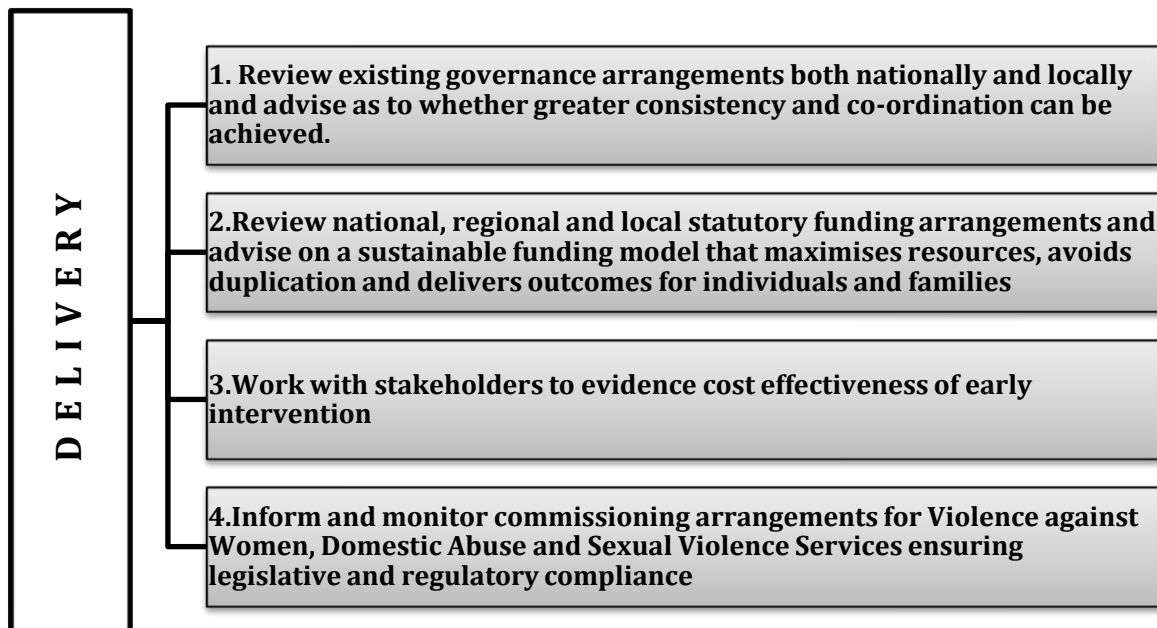 DELIVERY
1. Review existing governance arrangements both nationally and locally
and advise as to whether greater consistency and co-ordination can be
achieved.
2.Review national, regional and local statutory funding arrangements and
advise on a sustainable funding model that maximises resources, avoids
duplication and delivers outcomes for individuals and families
3.Work with stakeholders to evidence cost effectiveness of early
intervention
4.Inform and monitor commissioning arrangements for Violence against
Women, Domestic Abuse and Sexual Violence Services ensuring
legislative and regulatory compliance